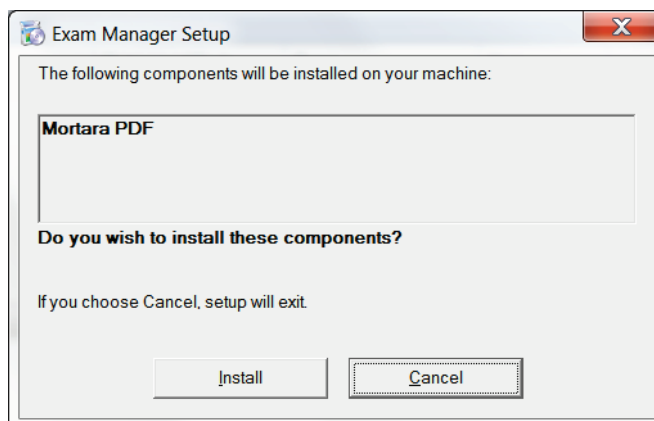 Exam Manager Setup
The following components will be installed on your machine:
Mortara PDF
Do you wish to install these components?
If you choose Cancel, setup will exit.
Install
Cancel